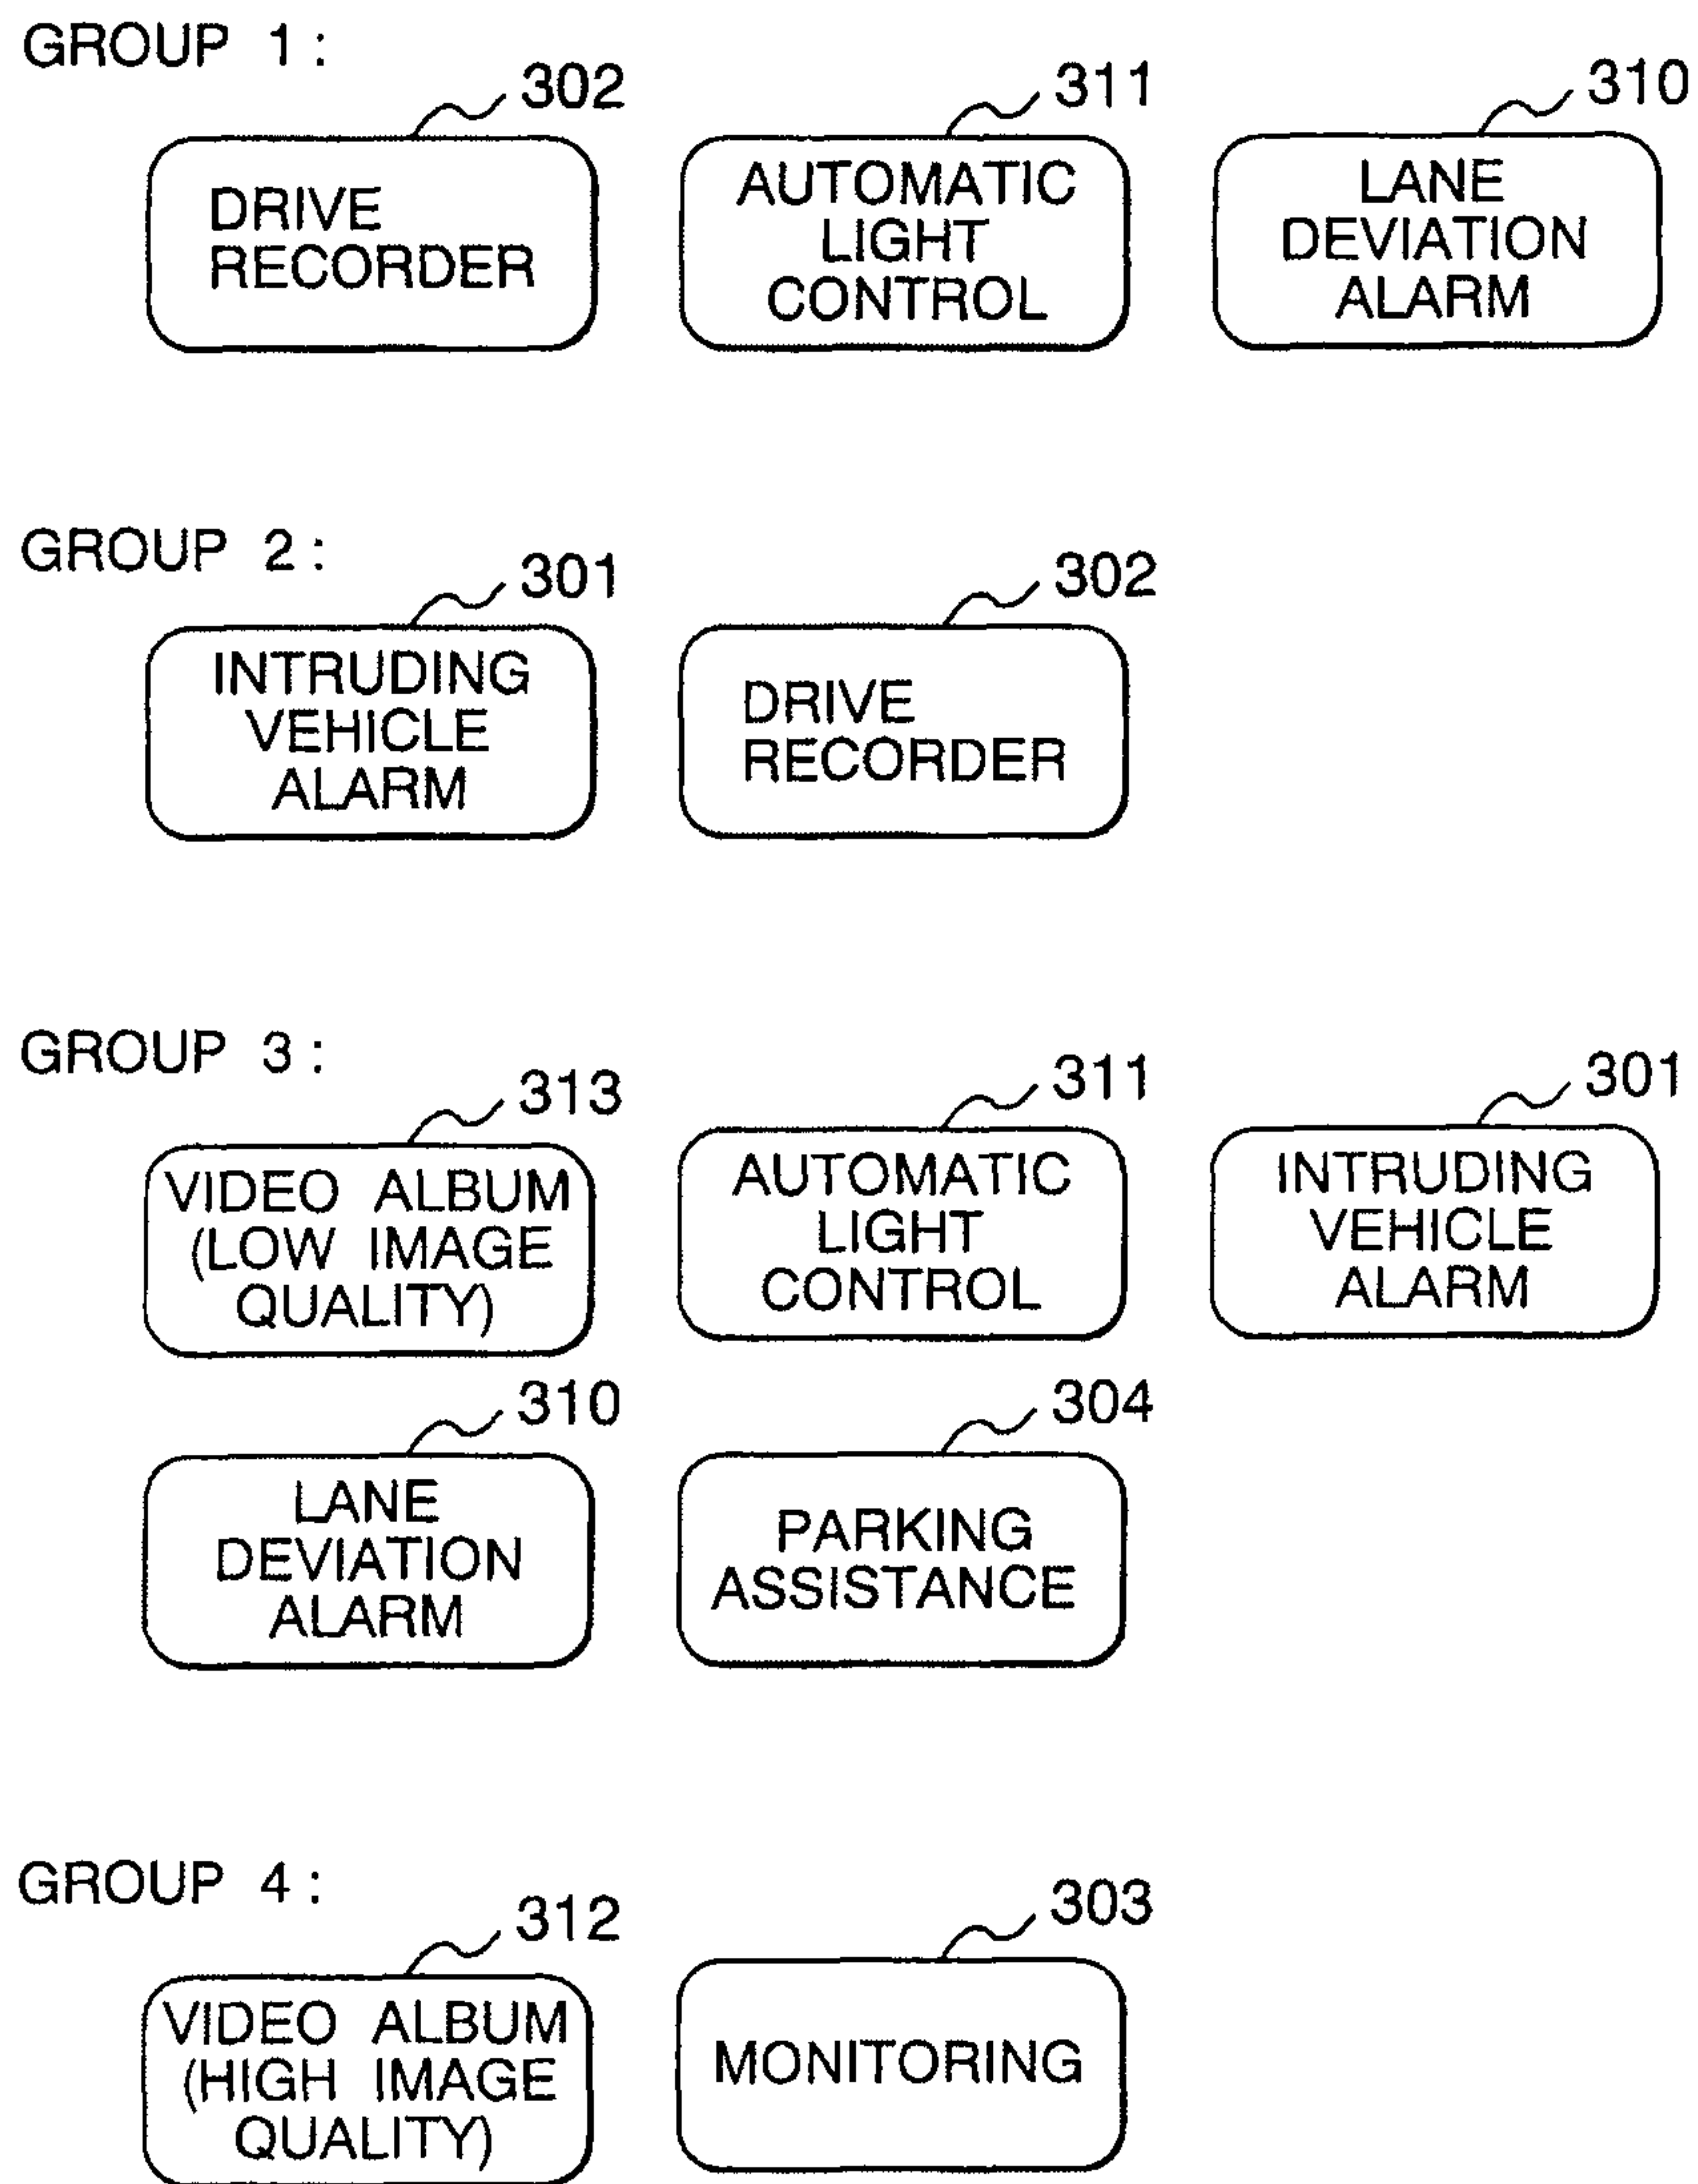 GROUP 1 :
302
DRIVE
RECORDER
311
AUTOMATIC
LIGHT
CONTROL
310
LANE
DEVIATION
ALARM
GROUP 2 :
301
INTRUDING
VEHICLE
ALARM
302
DRIVE
RECORDER
GROUP 3 :
313
VIDEO ALBUM
(LOW IMAGE
QUALITY)
311
AUTOMATIC
LIGHT
CONTROL
301
INTRUDING
VEHICLE
ALARM
310
LANE
DEVIATION
ALARM
304
PARKING
ASSISTANCE
GROUP 4 :
312
VIDEO ALBUM
(HIGH IMAGE
QUALITY)
303
MONITORING